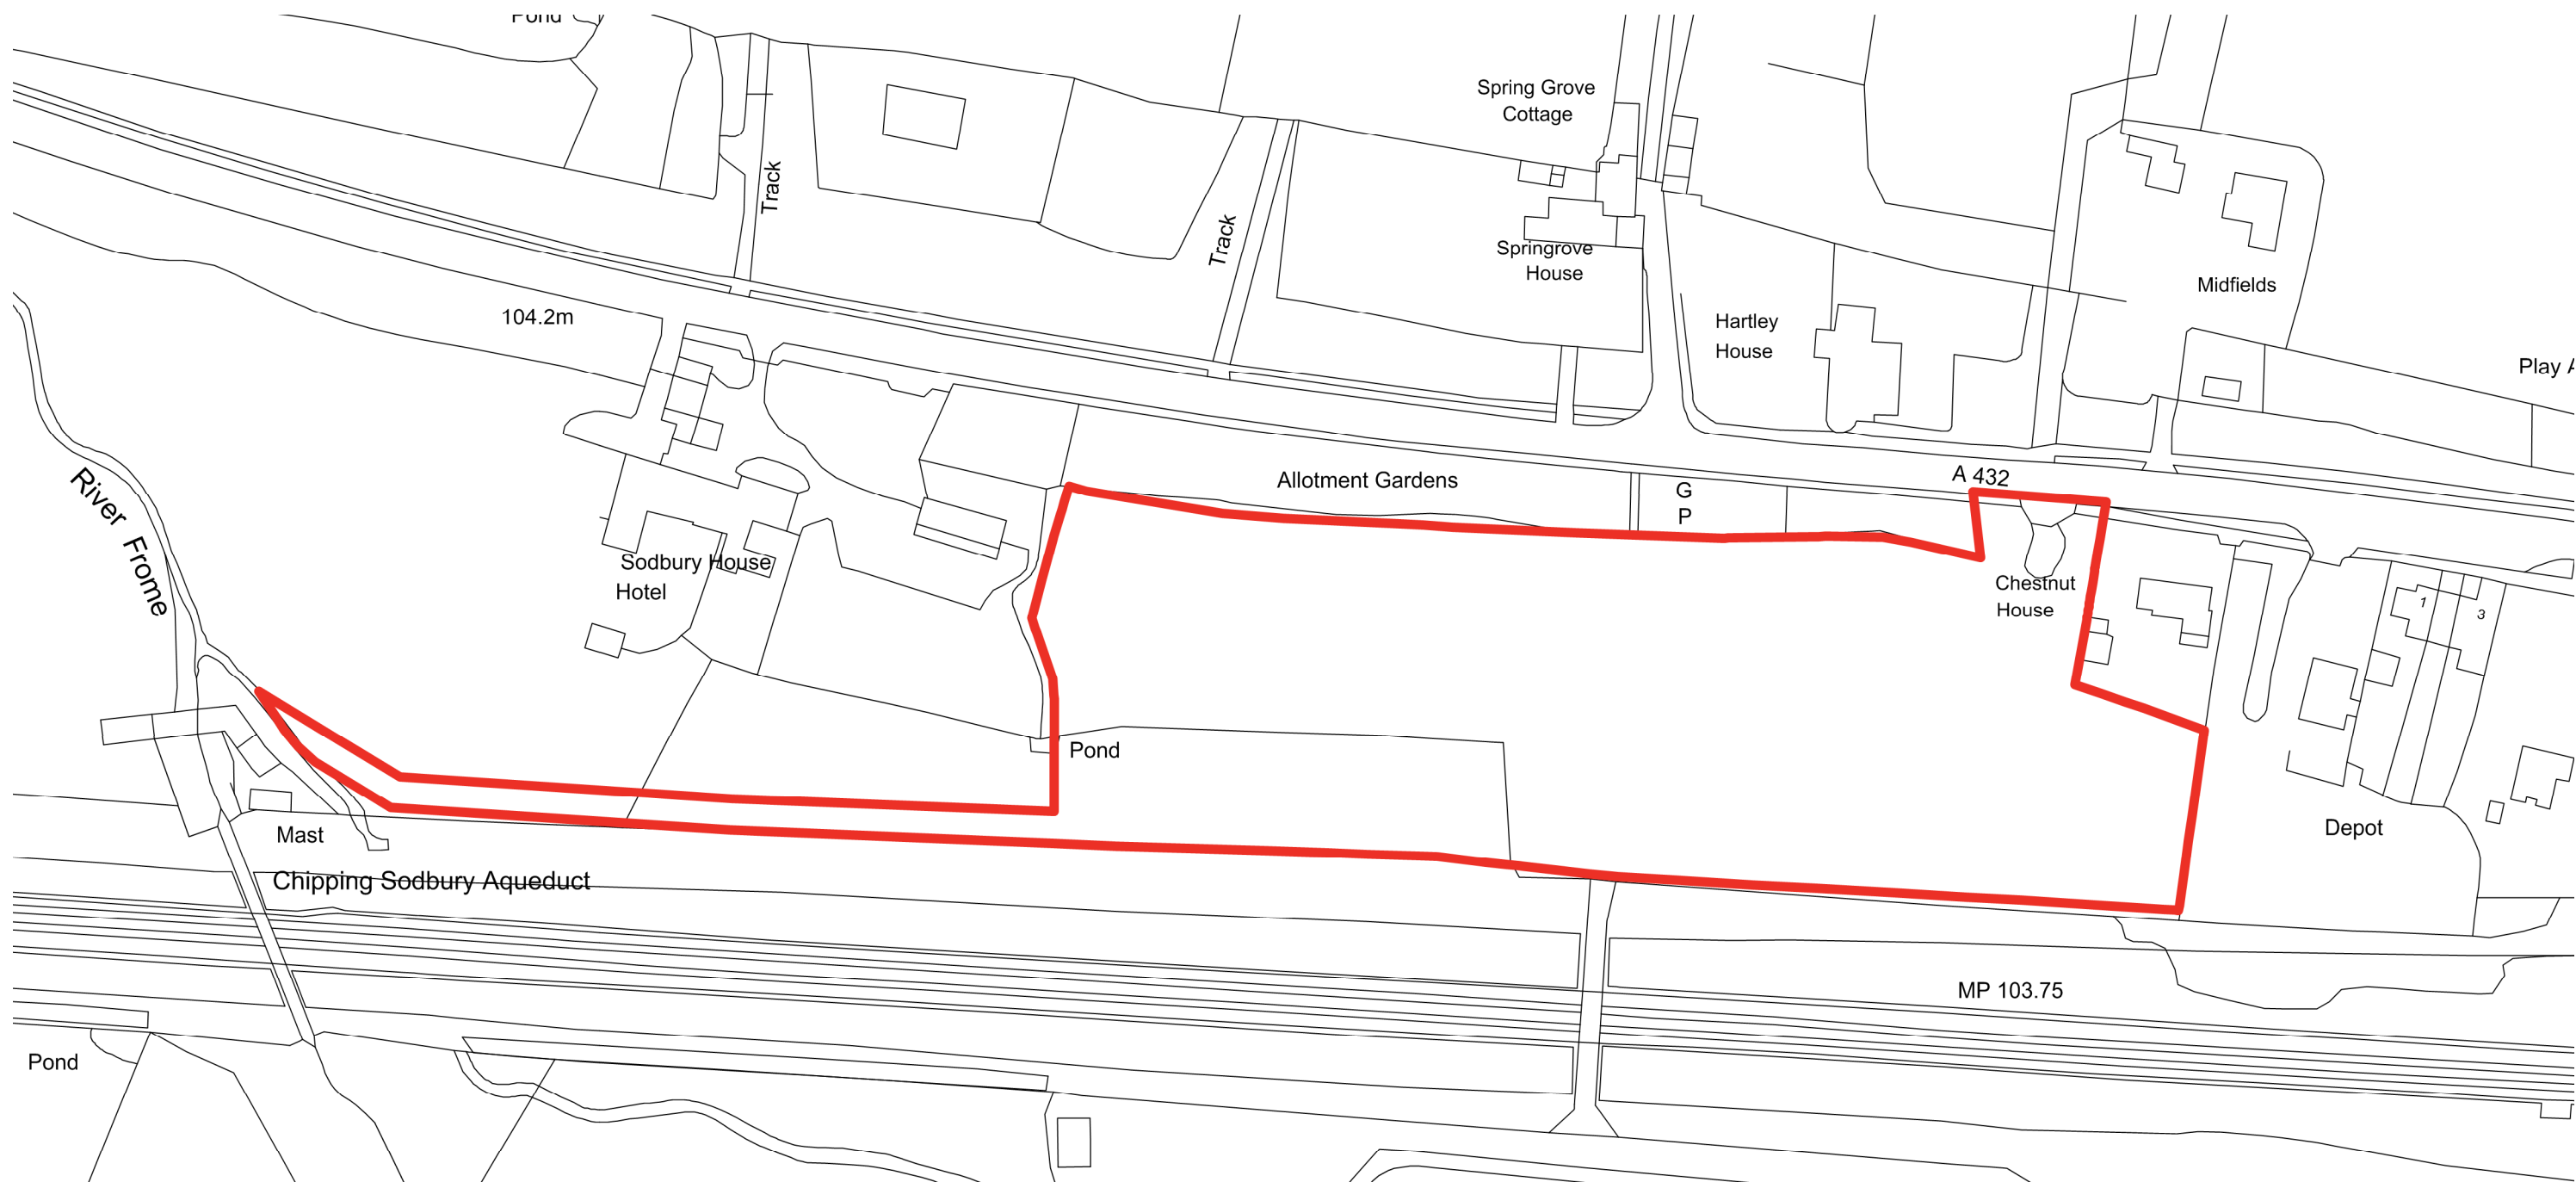 Pond
Spring Grove
Cottage
Track
Track
Springrove
House
Midfields
104.2m
Hartley
House
Play
A 432
Allotment Gardens
G
P
River Frome
Sodbury House
Hotel
Chestnut
House
1
3
Pond
Mast
Depot
Chipping Sodbury Aqueduct
MP 103.75
Pond